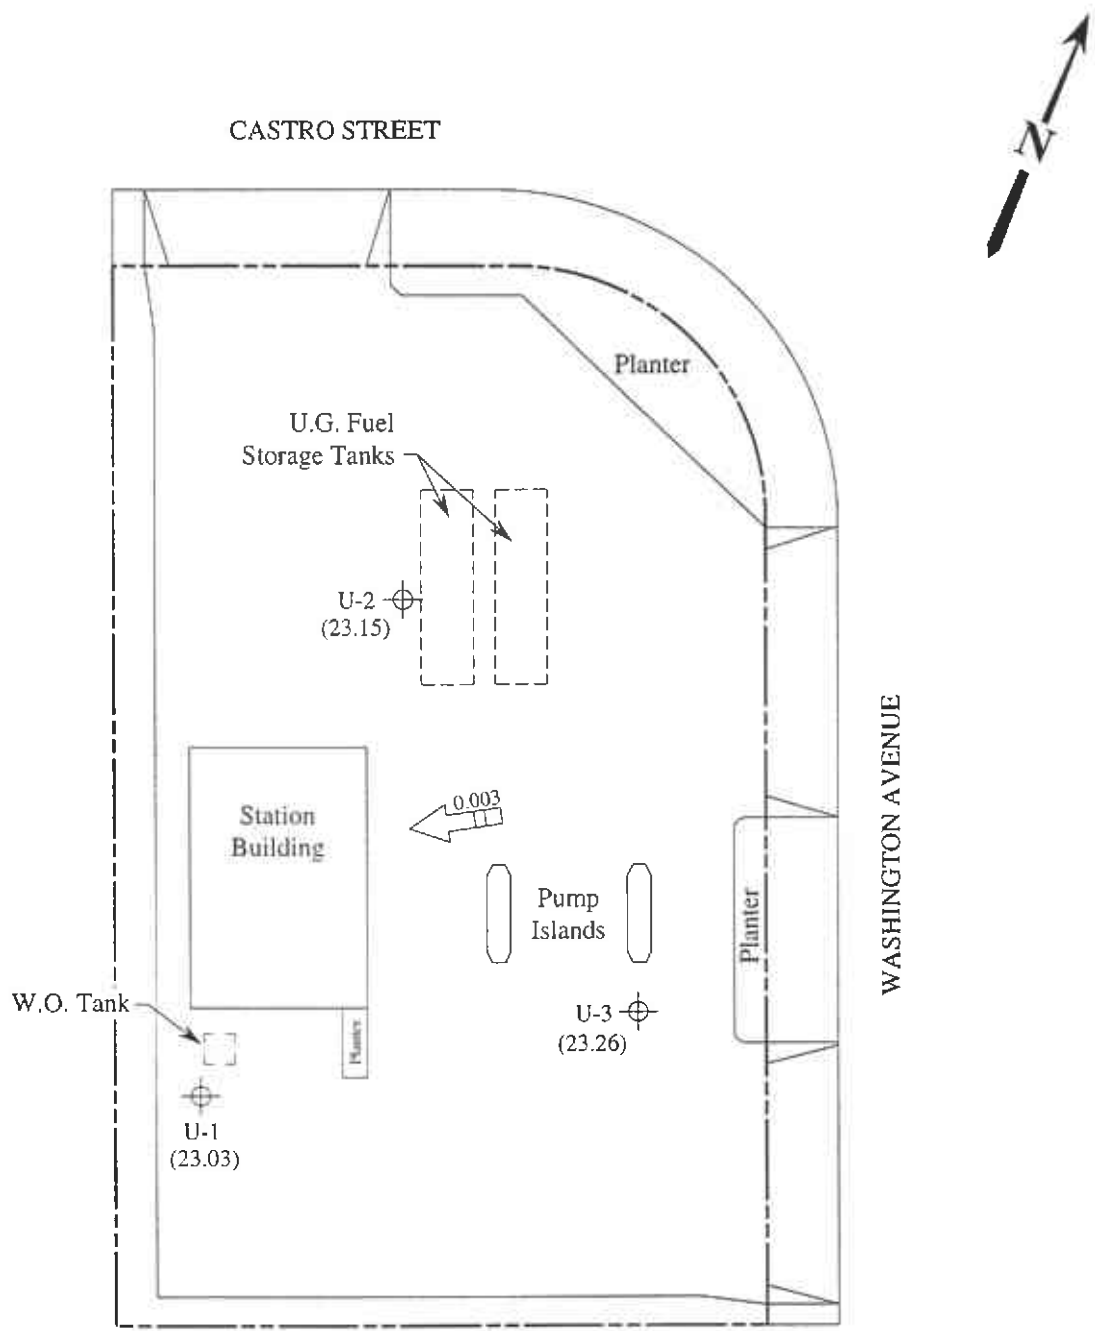 N
CASTRO STREET
Planter
U.G. Fuel
Storage Tanks
U-2
(23.15)
WASHINGTON AVENUE
0.003
Station
Building
Pump
Islands
Planter
W.O. Tank
Planter
U-3
(23.26)
U-1
(23.03)